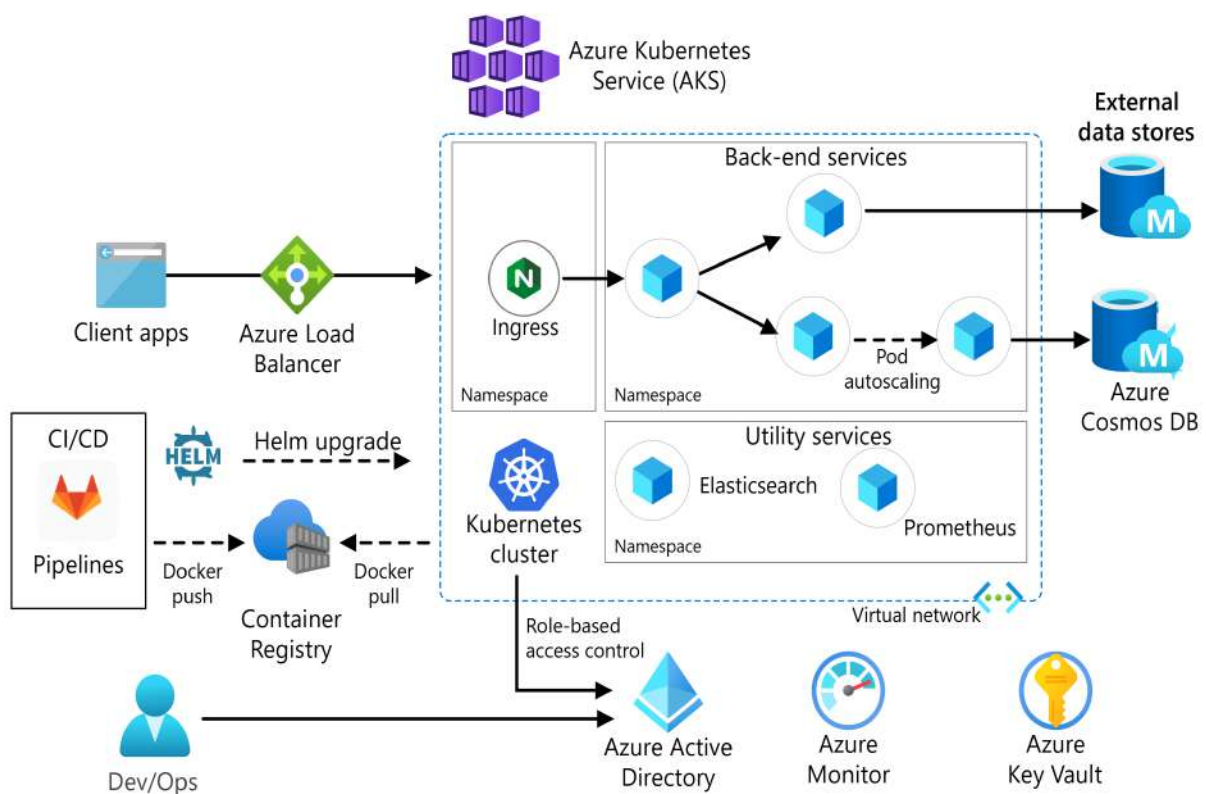 Azure Kubernetes
Service (AKS)
External
data stores
Back-end services
M
N
Client apps
Azure Load
Balancer
Ingress
Pod
autoscaling
M
Namespace
Namespace
Azure
Cosmos DB
CI/CD
HELM
Helm upgrade
Utility services
Elasticsearch
Prometheus
Kubernetes
cluster
Namespace
Pipelines
Docker
push
Docker
pull
Container
Registry
Virtual network
Role-based
access control
Dev/Ops
Azure Active
Directory
Azure
Monitor
Azure
Key Vault